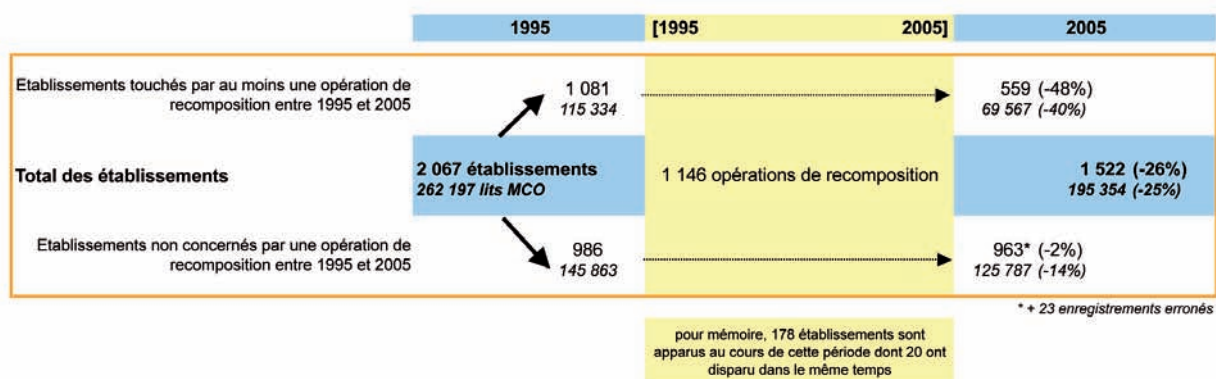 1995
[1995 2005]
2005
Etablissements touchés par au moins une opération de
recomposition entre 1995 et 2005
1 081
115 334
559 (-48%)
69 567 (-40%)
Total des établissements
2 067 établissements
262 197 lits MCO
1 146 opérations de recomposition
1 522 (-26%)
195 354 (-25%)
Etablissements non concernés par une opération de
recomposition entre 1995 et 2005
986
145 863
963* (-2%)
125 787 (-14%)
* + 23 enregistrements erronés
pour mémoire, 178 établissements sont
apparus au cours de cette période dont 20 ont
disparu dans le même temps